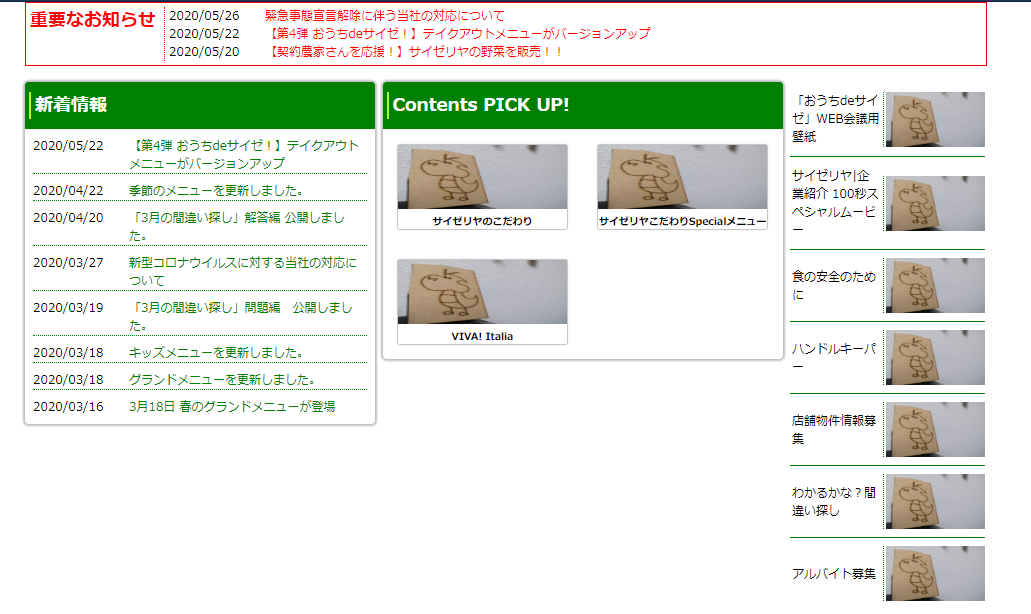 重要なお知らせ
2020/05/26 緊急事態宣言解除に伴う当社の対応について
2020/05/22 【第4弾 おうちdeサイゼ！】テイクアウトメニューがバージョンアップ
2020/05/20 【契約農家さんを応援！】サイゼリヤの野菜を販売！！
新着情報
2020/05/22 【第4弾 おうちdeサイゼ！】テイクアウト
メニューがバージョンアップ
2020/04/22 季節のメニューを更新しました。
2020/04/20 「3月の間違い探し」解答編 公開しまし
た。
2020/03/27 新型コロナウイルスに対する当社の対応に
ついて
2020/03/19 「3月の間違い探し」問題編　公開しまし
た。
2020/03/18 キッズメニューを更新しました。
2020/03/18 グランドメニューを更新しました。
2020/03/16 3月18日 春のグランドメニューが登場
Contents PICK UP!
サイゼリヤのこだわり
サイゼリヤこだわりSpecialメニュー
VIVA! Italia
「おうちdeサイ
ゼ」WEB会議用
壁紙
サイゼリヤ|企
業紹介 100秒ス
ペシャルムービ
ー
食の安全のため
に
ハンドルキーパ
ー
店舗物件情報募
集
わかるかな？間
違い探し
アルバイト募集